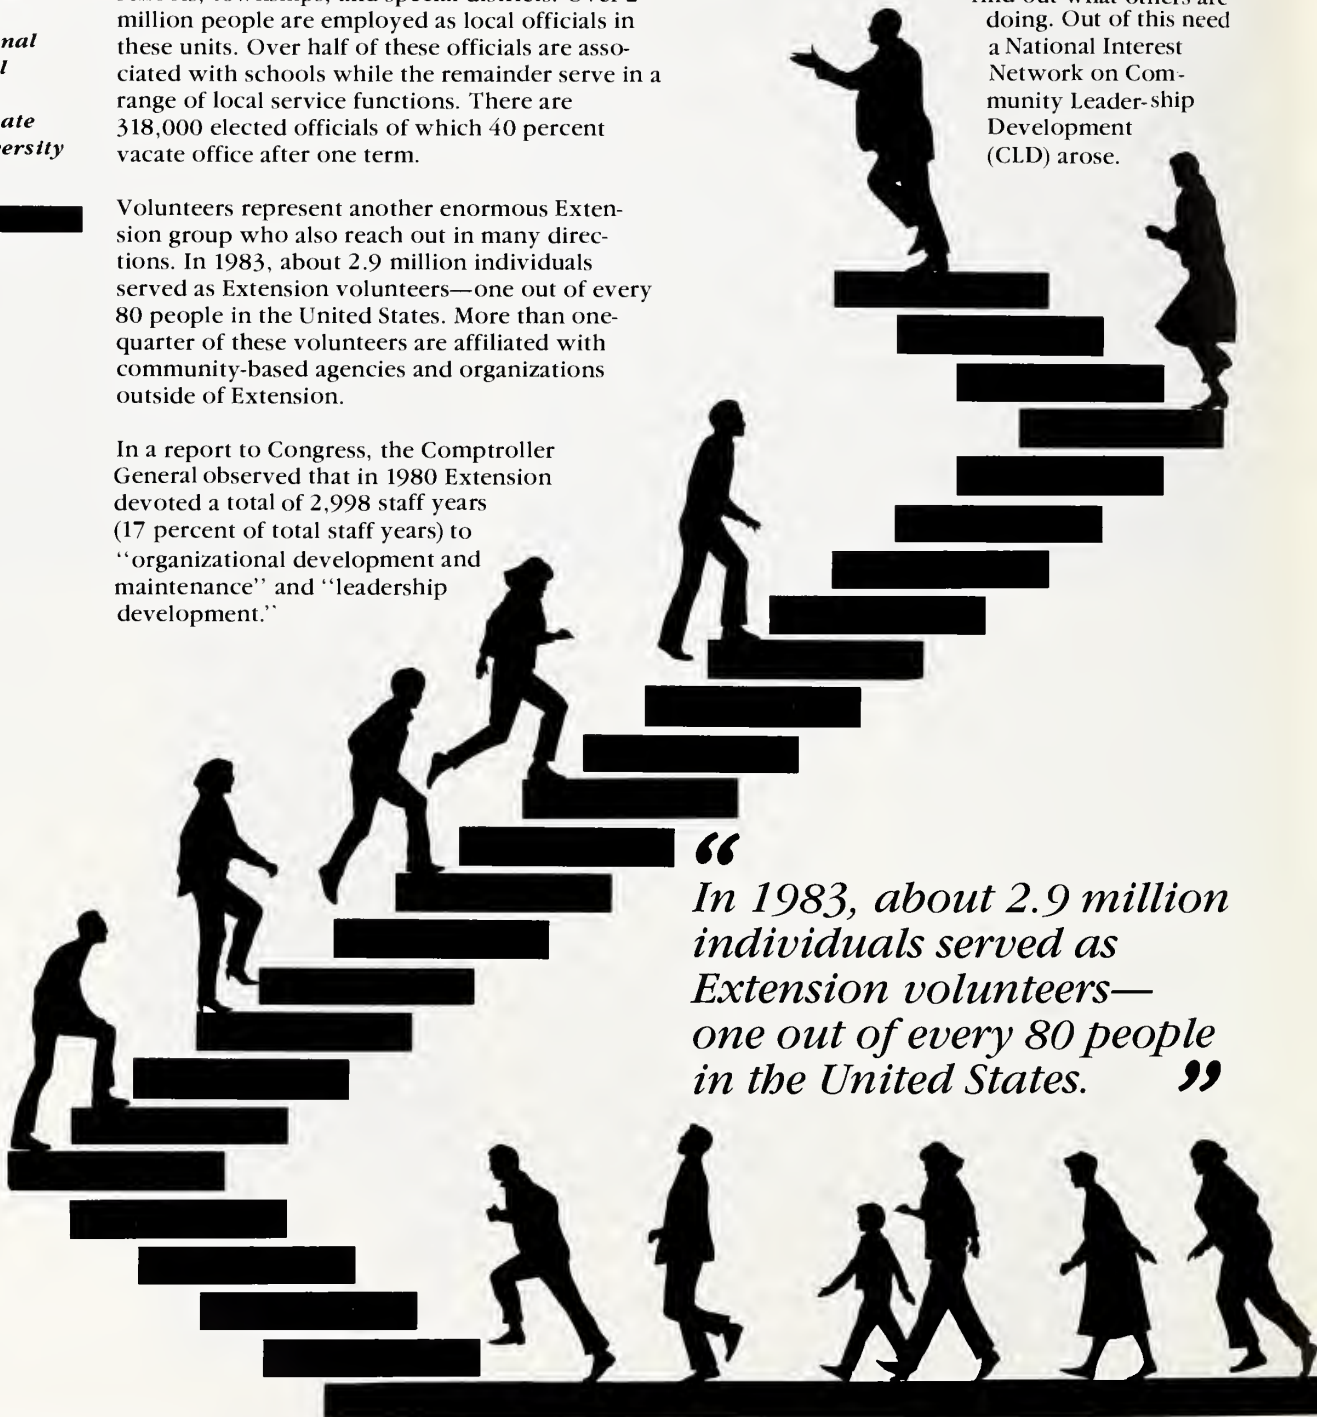 nal
l
ate
ersity
million people are employed as local officials in
these units. Over half of these officials are asso-
ciated with schools while the remainder serve in a
range of local service functions. There are
318,000 elected officials of which 40 percent
vacate office after one term.
Volunteers represent another enormous Exten-
sion group who also reach out in many direc-
tions. In 1983, about 2.9 million individuals
served as Extension volunteers—one out of every
80 people in the United States. More than one-
quarter of these volunteers are affiliated with
community-based agencies and organizations
outside of Extension.
In a report to Congress, the Comptroller
General observed that in 1980 Extension
devoted a total of 2,998 staff years
(17 percent of total staff years) to
“organizational development and
maintenance” and “leadership
development.”
find out what others are
doing. Out of this need
a National Interest
Network on Com-
munity Leader-ship
Development
(CLD) arose.
“
In 1983, about 2.9 million
individuals served as
Extension volunteers—
one out of every 80 people
in the United States. ”